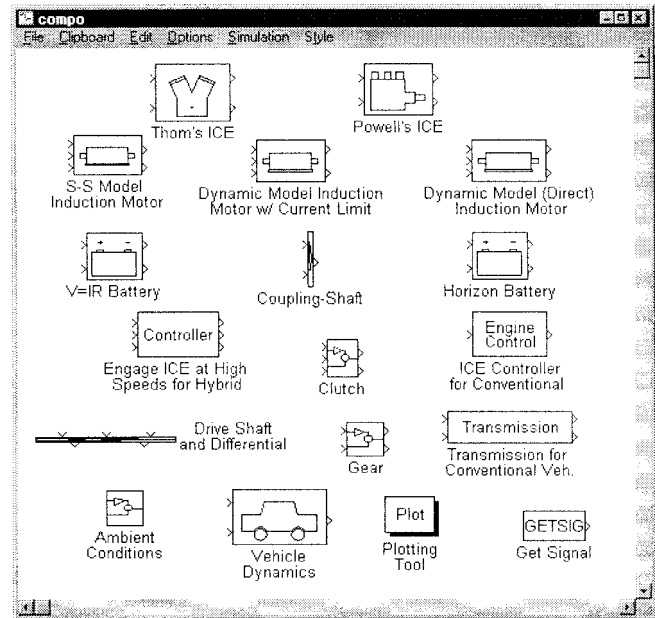 compo
File Clipboard Edit Options Simulation Style
Thom's ICE
Powell's ICE
S-S Model
Induction Motor
Dynamic Model Induction
Motor w/ Current Limit
Dynamic Model (Direct)
Induction Motor
V=IR Battery
Coupling-Shaft
Horizon Battery
Controller
Engage ICE at High
Speeds for Hybrid
Clutch
Engine
Control
ICE Controller
for Conventional
Drive Shaft
and Differential
Gear
Transmission
Transmission for
Conventional Veh.
Ambient
Conditions
Vehicle
Dynamics
Plot
Plotting
Tool
GETSIG
Get Signal